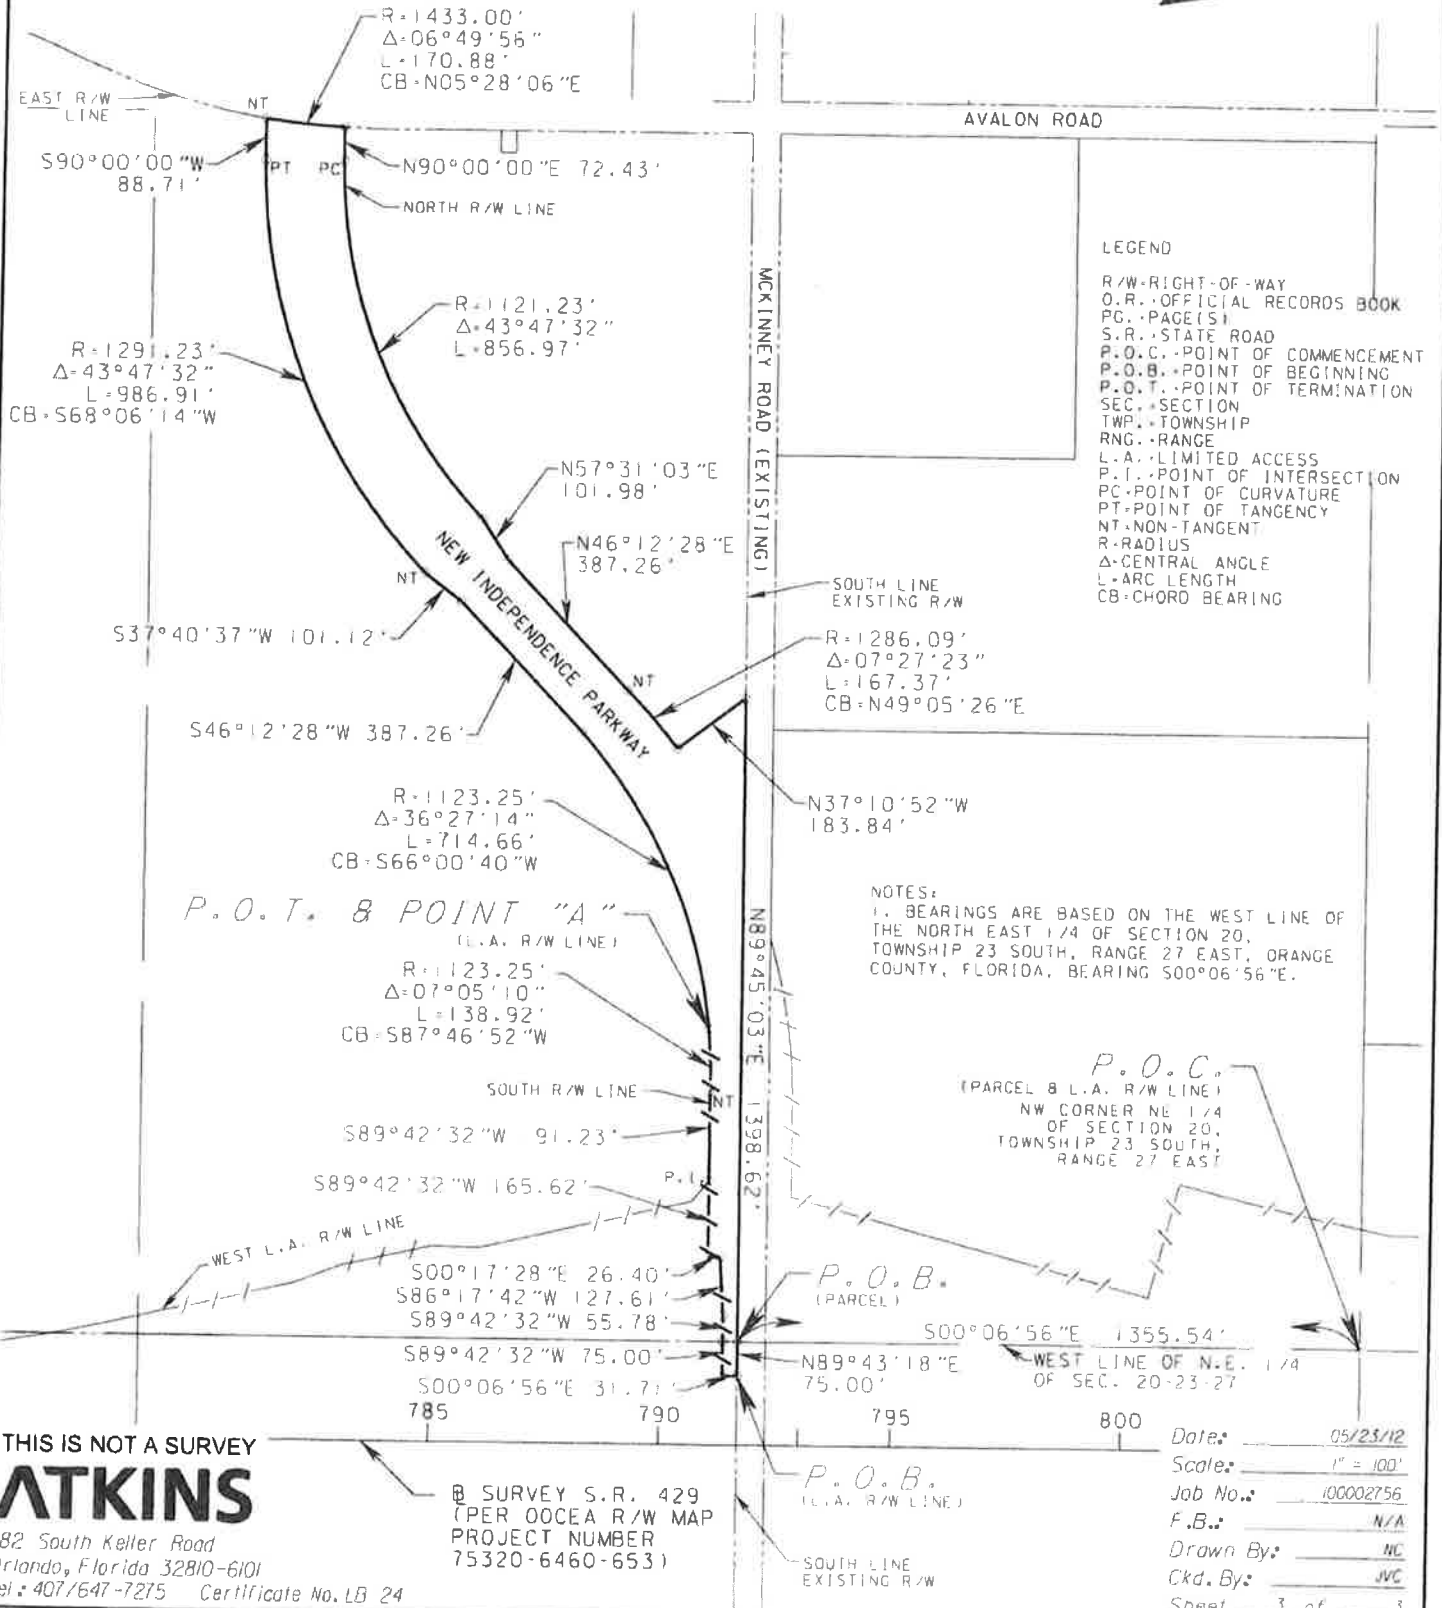 R=1433.00'
Δ=06°49'56"
L=170.88'
CB=N05°28'06"E
EAST R/W
LINE
NT
AVALON ROAD
S90°00'00"W
88.71'
PT
PC
N90°00'00"E 72.43'
NORTH R/W LINE
LEGEND
R/W=RIGHT-OF-WAY
O.R.=OFFICIAL RECORDS BOOK
PG.=PAGE(S)
S.R.=STATE ROAD
P.O.C.=POINT OF COMMENCEMENT
P.O.B.=POINT OF BEGINNING
P.O.T.=POINT OF TERMINATION
SEC.=SECTION
TWP.=TOWNSHIP
RNG.=RANGE
L.A.=LIMITED ACCESS
P.I.=POINT OF INTERSECTION
PC=POINT OF CURVATURE
PT=POINT OF TANGENCY
NT=NON-TANGENT
R=RADIUS
Δ=CENTRAL ANGLE
L=ARC LENGTH
CB=CHORD BEARING
MCKINNEY ROAD (EXISTING)
R=1121.23'
Δ=43°47'32"
L=856.97'
R=1291.23'
Δ=43°47'32"
L=986.91'
CB=S68°06'14"W
N57°31'03"E
101.98'
N46°12'28"E
387.26'
NT
NEW INDEPENDENCE PARKWAY
SOUTH LINE
EXISTING R/W
S37°40'37"W 101.12'
NT
R=1286.09'
Δ=07°27'23"
L=167.37'
CB=N49°05'26"E
S46°12'28"W 387.26'
N37°10'52"W
183.84'
R=1123.25'
Δ=36°27'14"
L=714.66'
CB=S66°00'40"W
P.O.T. & POINT "A"
(L.A. R/W LINE)
NOTES:
1. BEARINGS ARE BASED ON THE WEST LINE OF
THE NORTH EAST 1/4 OF SECTION 20,
TOWNSHIP 23 SOUTH, RANGE 27 EAST, ORANGE
COUNTY, FLORIDA, BEARING S00°06'56"E.
N89°45'03"E 1398.62'
R=1123.25'
Δ=07°05'10"
L=138.92'
CB=S87°46'52"W
SOUTH R/W LINE
NT
S89°42'32"W 91.23'
P.O.C.
(PARCEL & L.A. R/W LINE)
NW CORNER NE 1/4
OF SECTION 20,
TOWNSHIP 23 SOUTH,
RANGE 27 EAST
S89°42'32"W 165.62'
P.I.
WEST L.A. R/W LINE
S00°17'28"E 26.40'
S86°17'42"W 127.61'
S89°42'32"W 55.78'
S89°42'32"W 75.00'
S00°06'56"E 31.71'
P.O.B.
(PARCEL)
S00°06'56"E 1355.54'
WEST LINE OF N.E. 1/4
OF SEC. 20-23-27
N89°43'18"E
75.00'
785
790
795
800
THIS IS NOT A SURVEY
ATKINS
82 South Keller Road
Orlando, Florida 32810-6101
el: 407/647-7275 Certificate No. LB 24
B SURVEY S.R. 429
(PER OOCEA R/W MAP
PROJECT NUMBER
75320-6460-653)
P.O.B.
(L.A. R/W LINE)
SOUTH LINE
EXISTING R/W
Date: 05/23/12
Scale: 1" = 100'
Job No.: 100002756
F.B.: N/A
Drawn By: NC
Ckd. By: JVC
Sheet 3 of 3